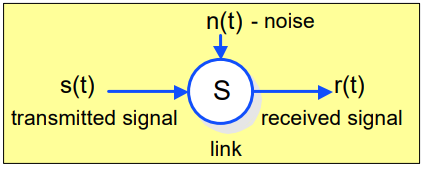 n(t) - noise
s(t) S r(t)
transmitted signal received signal
link